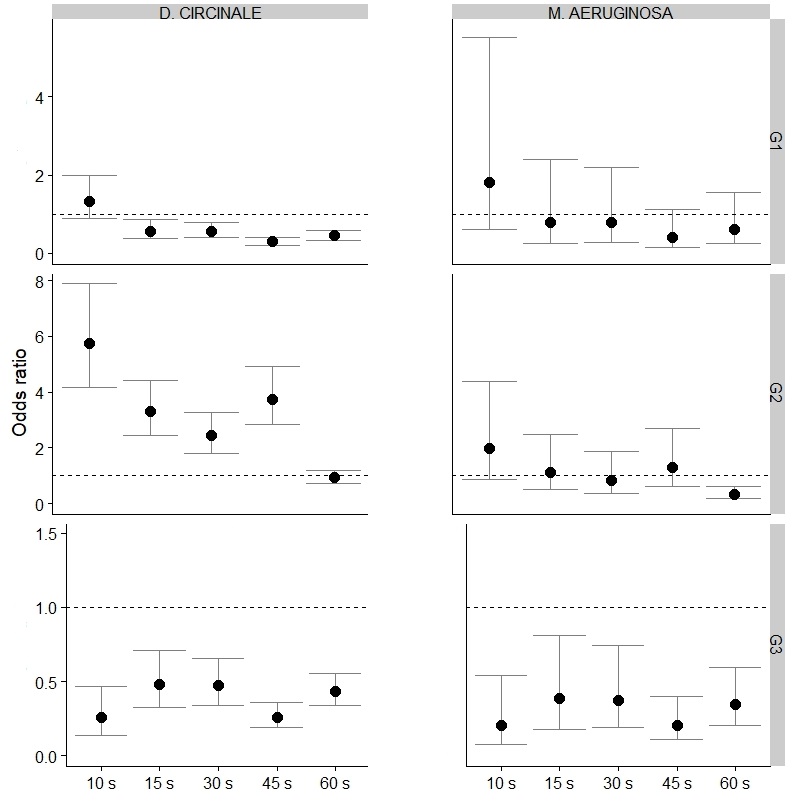 D. CIRCINALE
M. AERUGINOSA
4
2
0
G1
8
6
4
2
0
G2
Odds ratio
1.5
1.0
0.5
0.0
G3
10 s
15 s
30 s
45 s
60 s
10 s
15 s
30 s
45 s
60 s